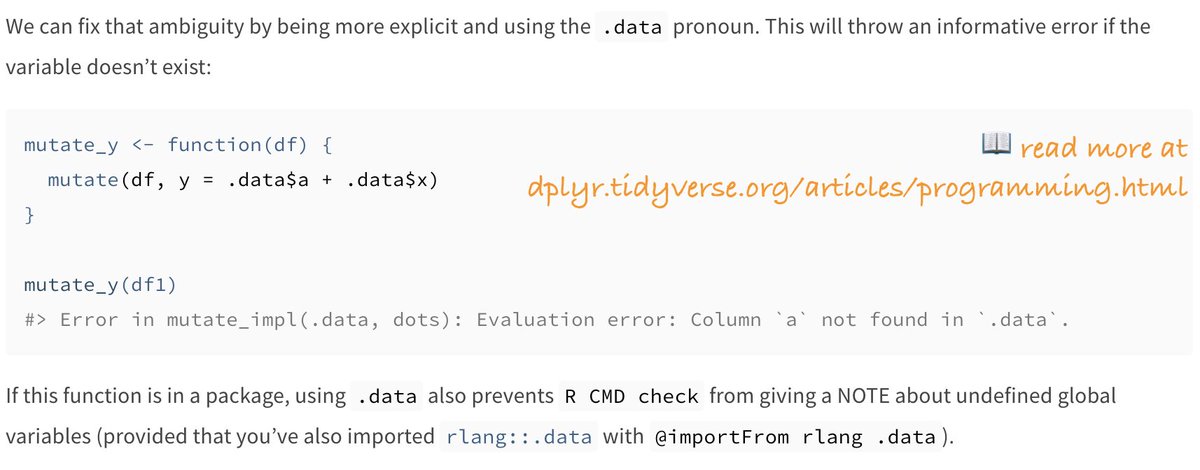 We can fix that ambiguity by being more explicit and using the .data pronoun. This will throw an informative error if the
variable doesn’t exist:
mutate_y <- function(df) {
  mutate(df, y = .data$a + .data$x)
}
📖 read more at
dplyr.tidyverse.org/articles/programming.html
mutate_y(df1)
#> Error in mutate_impl(.data, dots): Evaluation error: Column `a` not found in `.data`.
If this function is in a package, using .data also prevents R CMD check from giving a NOTE about undefined global
variables (provided that you’ve also imported rlang::.data with @importFrom rlang .data).